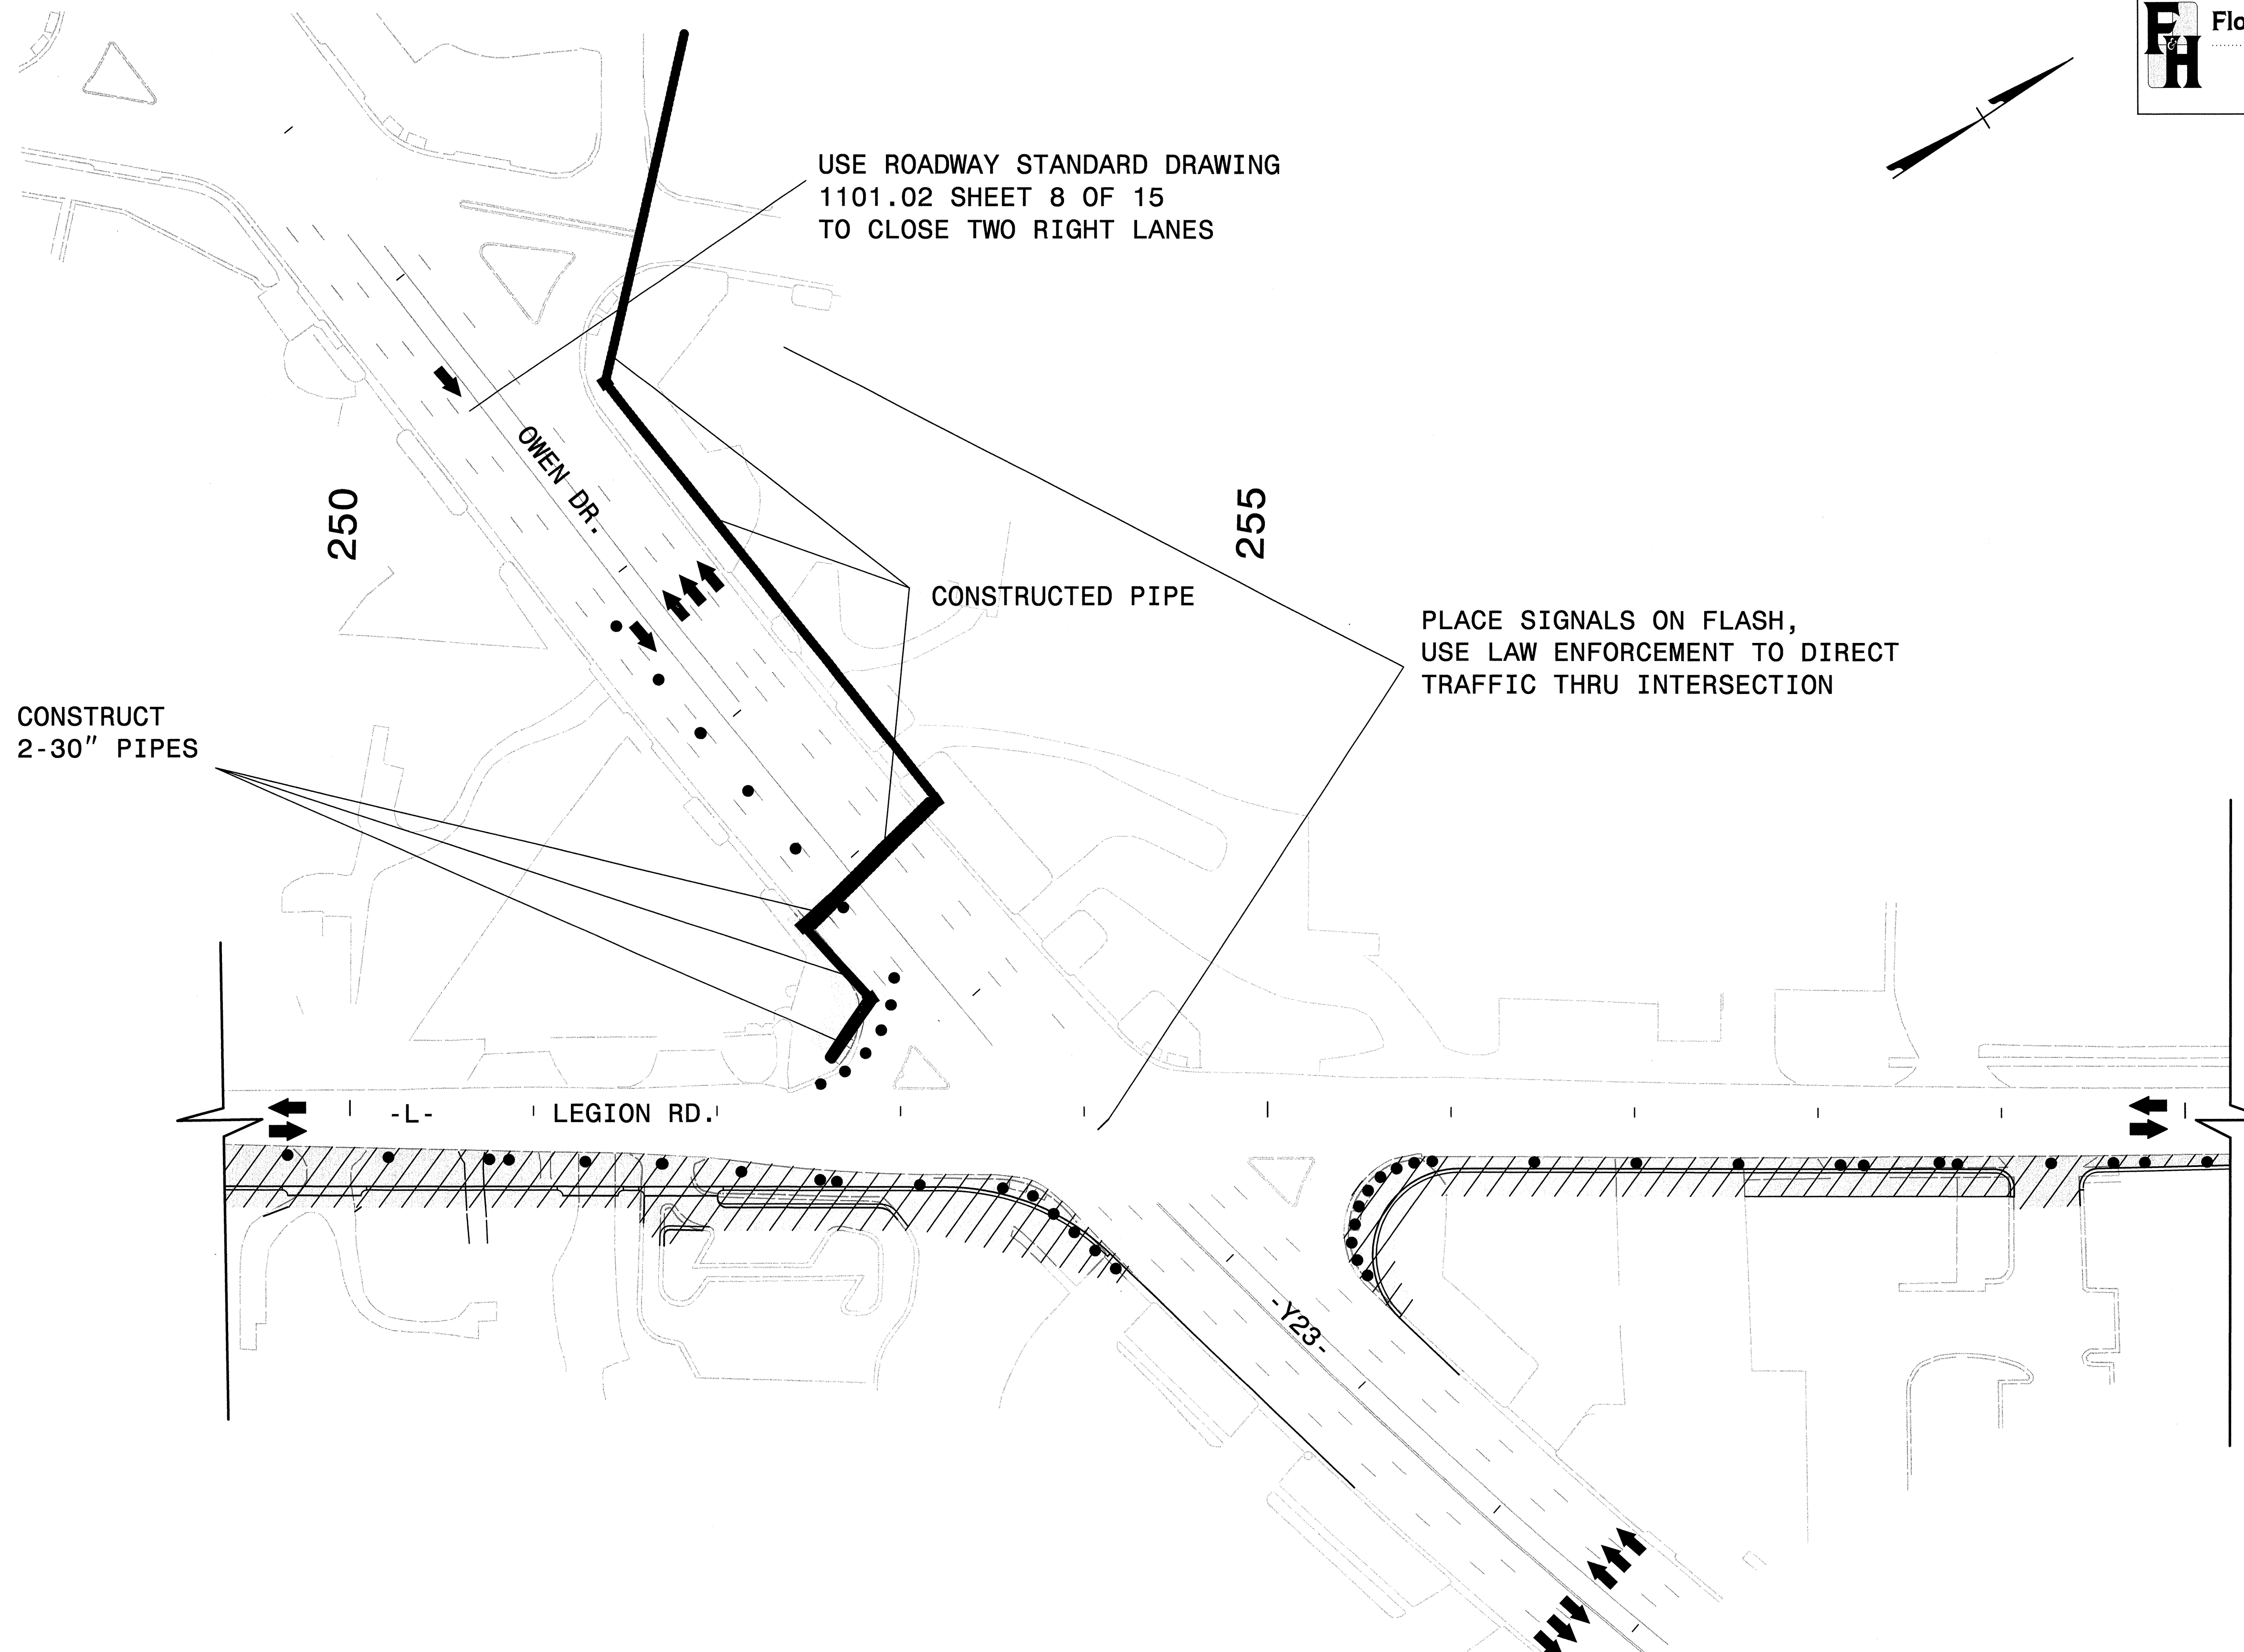 F&H
Flo
USE ROADWAY STANDARD DRAWING
1101.02 SHEET 8 OF 15
TO CLOSE TWO RIGHT LANES
OWEN DR.
250
255
CONSTRUCTED PIPE
PLACE SIGNALS ON FLASH,
USE LAW ENFORCEMENT TO DIRECT
TRAFFIC THRU INTERSECTION
CONSTRUCT
2-30" PIPES
-L-
LEGION RD.
-Y23-